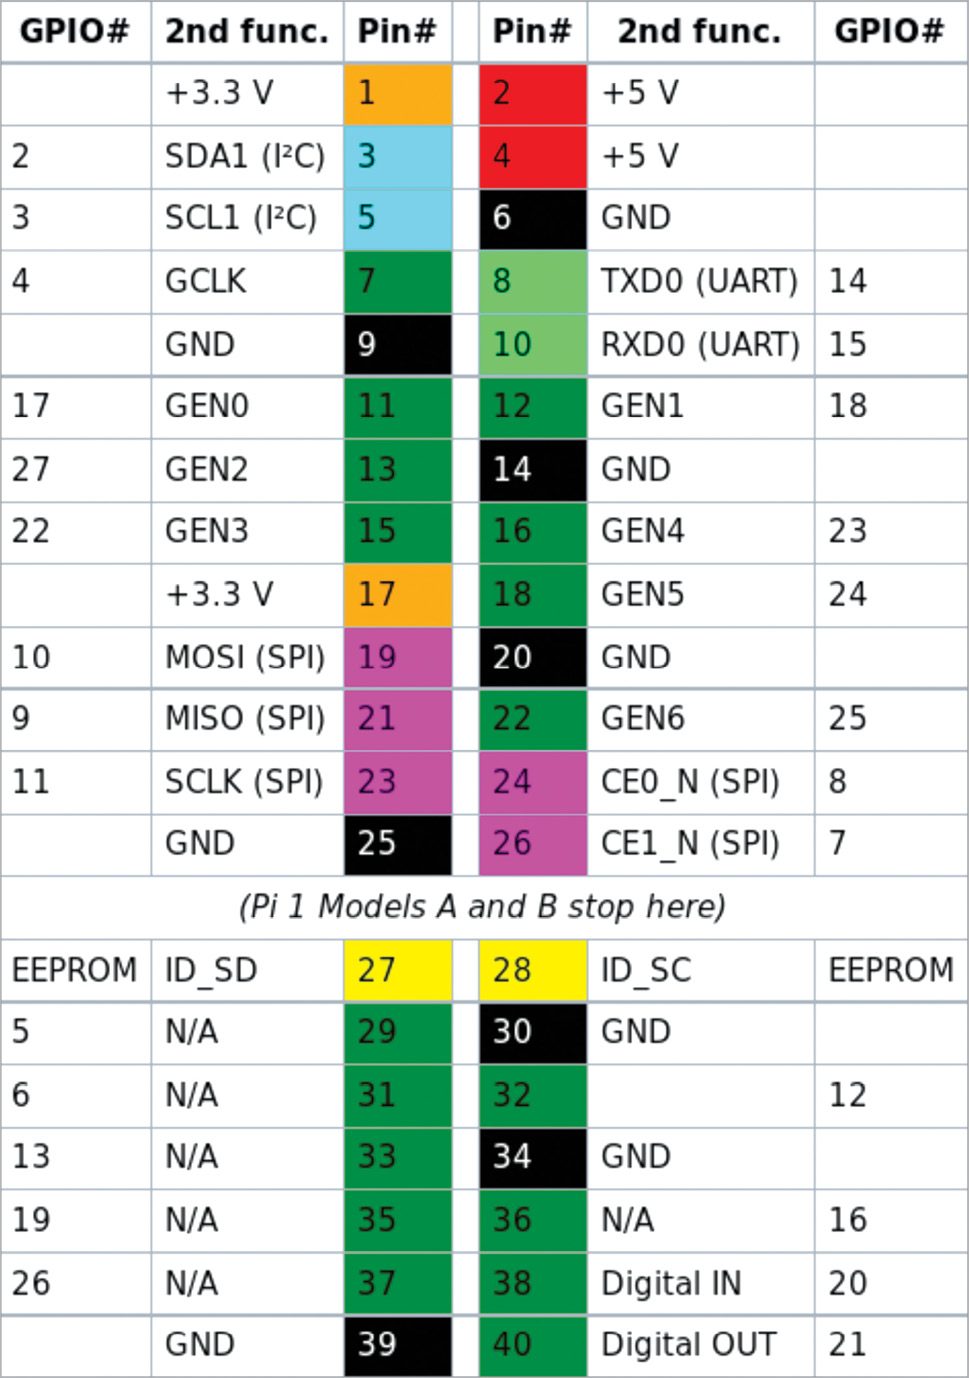 GPIO# 2nd func. Pin# Pin# 2nd func. GPIO#
+3.3 V 1 2 +5 V
2 SDA1 (I²C) 3 4 +5 V
3 SCL1 (I²C) 5 6 GND
4 GCLK 7 8 TXD0 (UART) 14
GND 9 10 RXD0 (UART) 15
17 GEN0 11 12 GEN1 18
27 GEN2 13 14 GND
22 GEN3 15 16 GEN4 23
+3.3 V 17 18 GEN5 24
10 MOSI (SPI) 19 20 GND
9 MISO (SPI) 21 22 GEN6 25
11 SCLK (SPI) 23 24 CE0_N (SPI) 8
GND 25 26 CE1_N (SPI) 7
(Pi 1 Models A and B stop here)
EEPROM ID_SD 27 28 ID_SC EEPROM
5 N/A 29 30 GND
6 N/A 31 32 12
13 N/A 33 34 GND
19 N/A 35 36 N/A 16
26 N/A 37 38 Digital IN 20
GND 39 40 Digital OUT 21